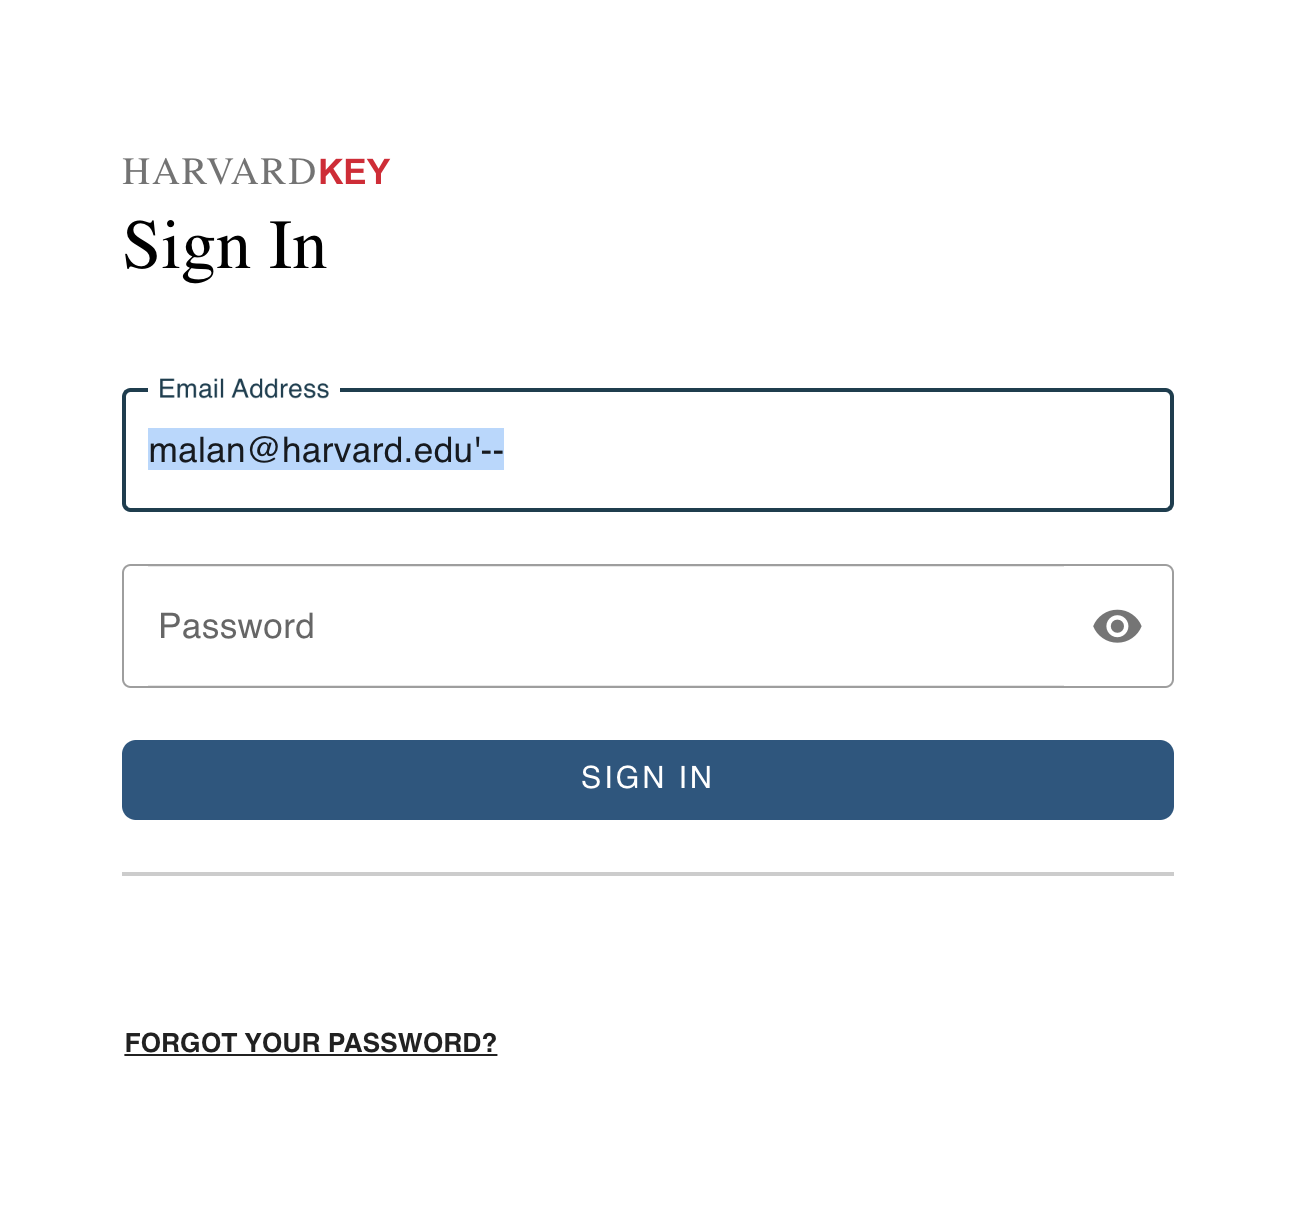 HARVARDKEY
Sign In
Email Address
malan@harvard.edu'--
Password
SIGN IN
FORGOT YOUR PASSWORD?